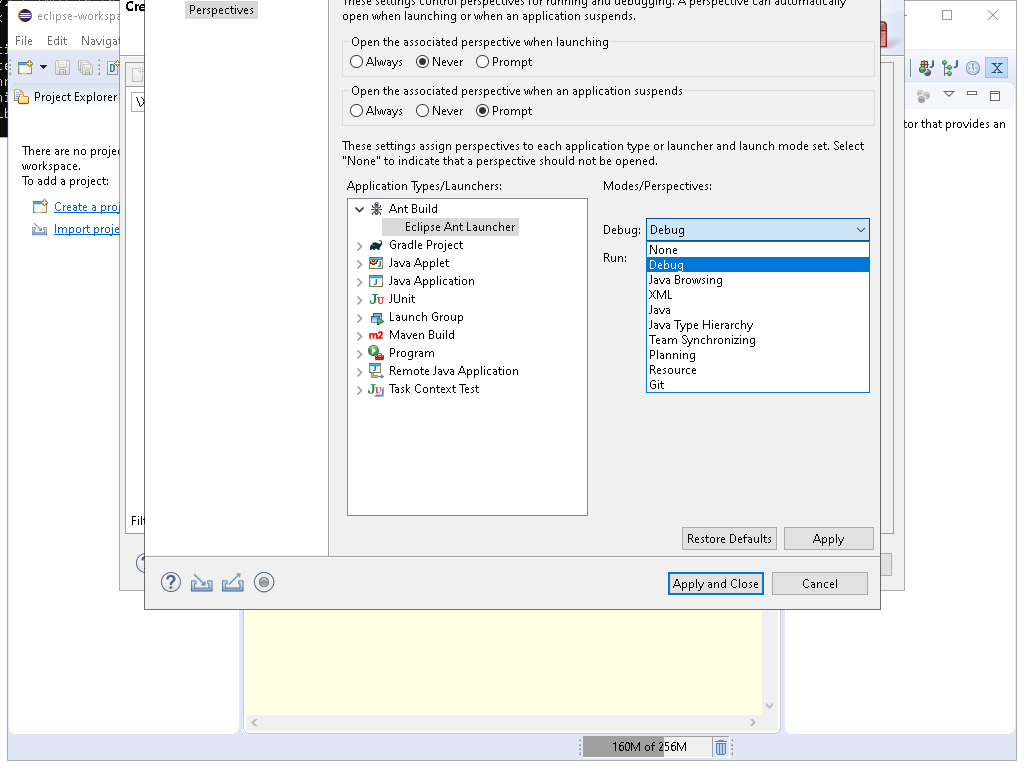 eclipse-workspa
Cre
Perspectives
These settings control perspectives for running and debugging. A perspective can automatically
open when launching or when an application suspends.
File Edit Navigat
Open the associated perspective when launching
Always Never Prompt
Project Explorer
Open the associated perspective when an application suspends
Always Never Prompt
tor that provides an
There are no proje
workspace.
To add a project:
Create a proj
Import proje
These settings assign perspectives to each application type or launcher and launch mode set. Select
"None" to indicate that a perspective should not be opened.
Application Types/Launchers:
Modes/Perspectives:
Ant Build
Eclipse Ant Launcher
Gradle Project
Java Applet
Java Application
JUnit
Launch Group
Maven Build
Program
Remote Java Application
Task Context Test
Debug: Debug
Run:
None
Debug
Java Browsing
XML
Java
Java Type Hierarchy
Team Synchronizing
Planning
Resource
Git
Filt
Restore Defaults Apply
Apply and Close Cancel
160M of 256M